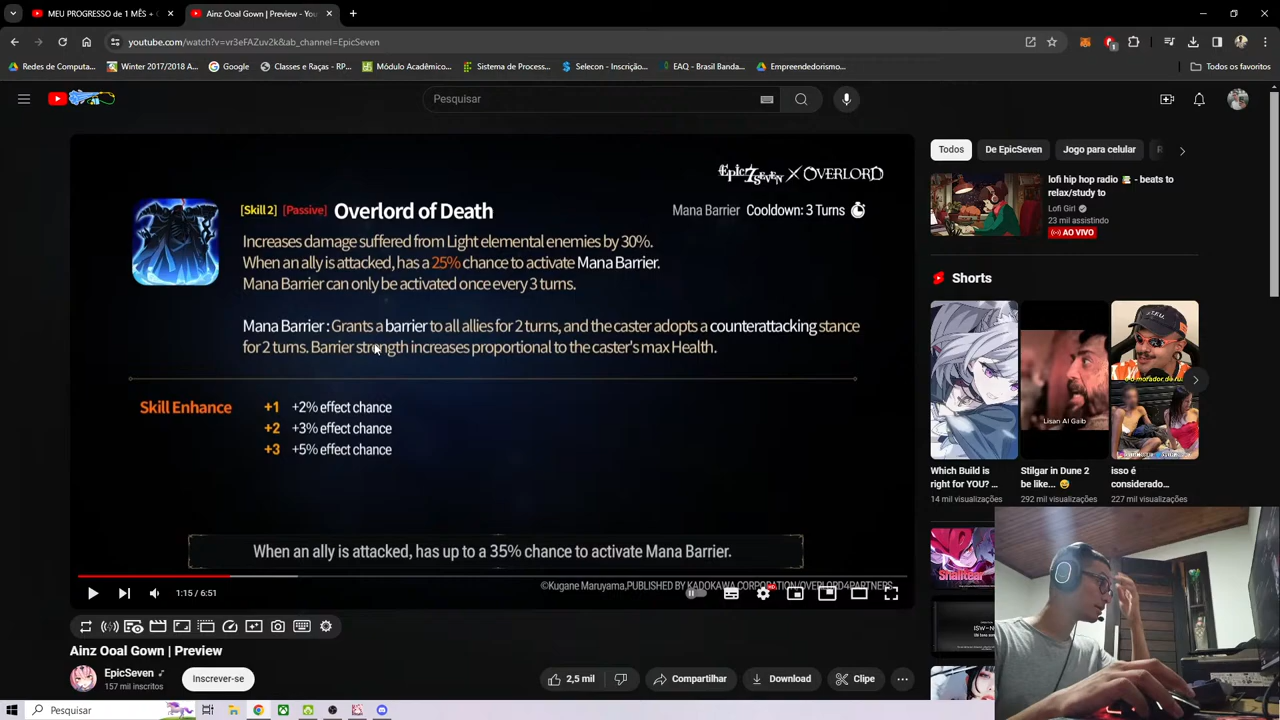 MEU PROGRESSO de 1 MÊS +
Ainz Ooal Gown | Preview - You
youtube.com/watch?v=vr3eFAZuv2k&ab_channel=EpicSeven
Redes de Computa...
Winter 2017/2018 A...
Google
Classes e Raças - RP...
Módulo Acadêmico...
Sistema de Process...
Selecon - Inscrição...
EAQ - Brasil Banda...
Empreendedorismo...
Todos os favoritos
Pesquisar
EPIC SEVEN X OVERLORD
[Skill 2] [Passive] Overlord of Death
Mana Barrier Cooldown: 3 Turns
Increases damage suffered from Light elemental enemies by 30%.
When an ally is attacked, has a 25% chance to activate Mana Barrier.
Mana Barrier can only be activated once every 3 turns.
Mana Barrier : Grants a barrier to all allies for 2 turns, and the caster adopts a counterattacking stance
for 2 turns. Barrier strength increases proportional to the caster's max Health.
Skill Enhance
+1 +2% effect chance
+2 +3% effect chance
+3 +5% effect chance
When an ally is attacked, has up to a 35% chance to activate Mana Barrier.
©Kugane Maruyama,PUBLISHED BY KADOKAWA CORPORATION/OVERLORD4PARTNERS
1:15 / 6:51
Ainz Ooal Gown | Preview
EpicSeven
157 mil inscritos
Inscrever-se
2,5 mil
Compartilhar
Download
Clipe
Todos
De EpicSeven
Jogo para celular
lofi hip hop radio - beats to
relax/study to
Lofi Girl
23 mil assistindo
AO VIVO
Shorts
Lisan Al Gaib
Which Build is
right for YOU? ...
14 mil visualizações
Stilgar in Dune 2
be like...
292 mil visualizações
isso é
considerado...
227 mil visualizações
Shalltear
Pesquisar